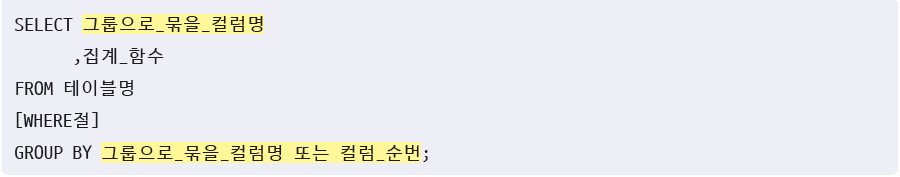 SELECT 그룹으로_묶을_컬럼명
,집계_함수
FROM 테이블명
[WHERE절]
GROUP BY 그룹으로_묶을_컬럼명 또는 컬럼_순번;